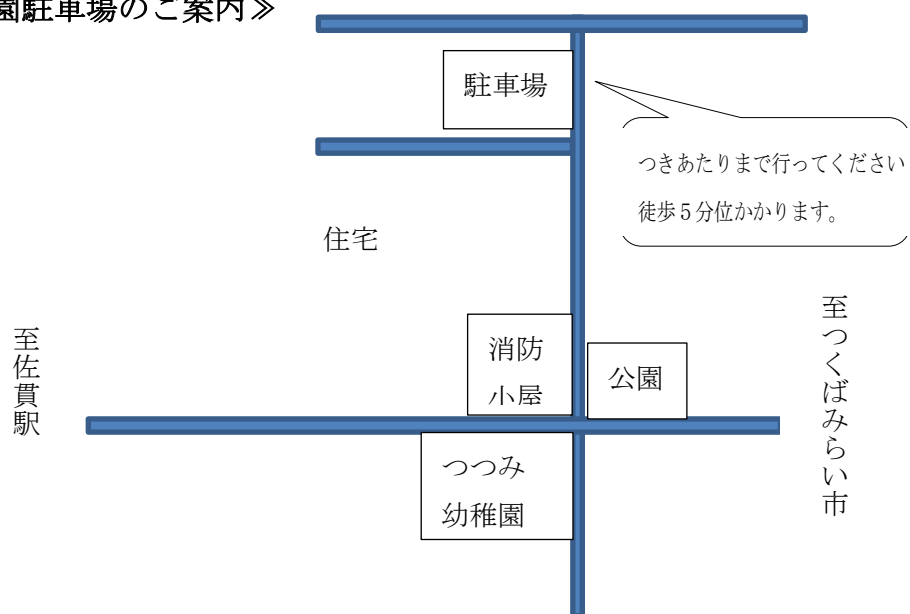 園駐車場のご案内≫
駐車場
つきあたりまで行ってください
徒歩５分位かかります。
住宅
至つくばみらい市
至佐貫駅
消防
小屋
公園
つつみ
幼稚園